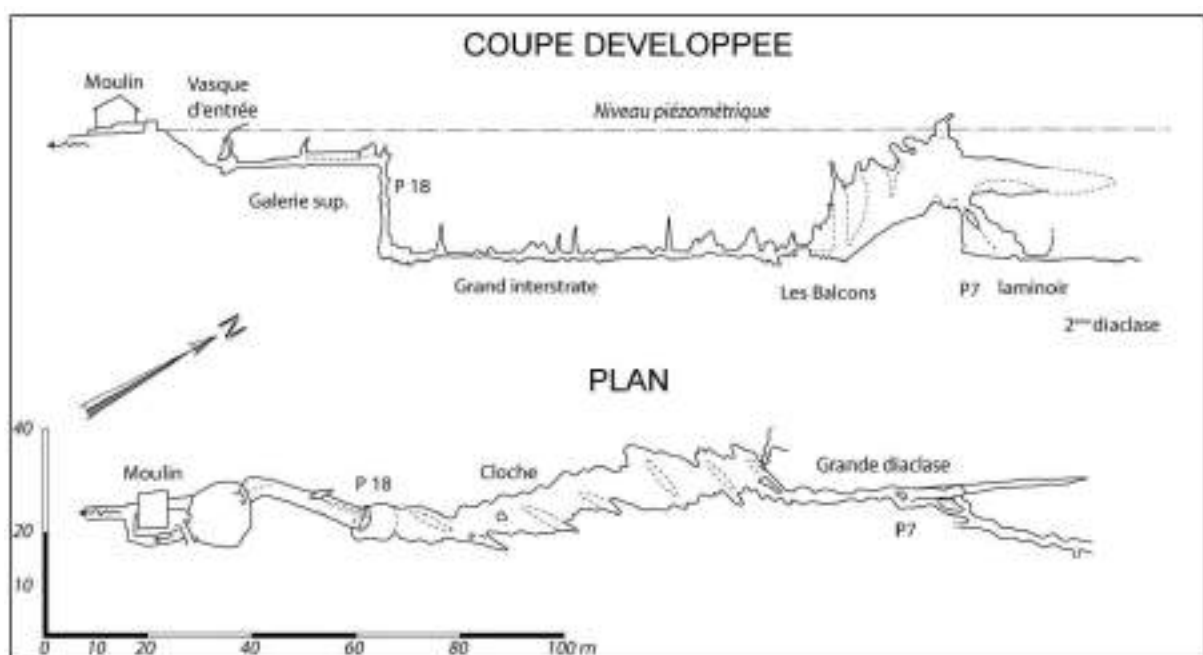 COUPE DEVELOPPEE
Moulin
Vasque
d'entrée
Niveau piézométrique
P 18
Galerie sup.
Grand interstrate
Les Balcons
P7
laminoir
2ème diaclase
N
PLAN
40
Moulin
P 18
Cloche
Grande diaclase
20
P7
10
0 10 20 40 60 80 100 m